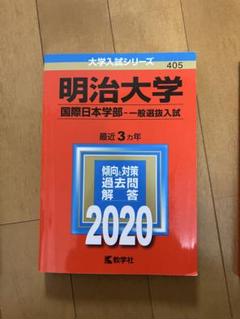 大学入試シリーズ
405
明治大学
国際日本学部-一般選抜入試
最近3カ年
傾向と対策
過去問
解答
2020
教学社